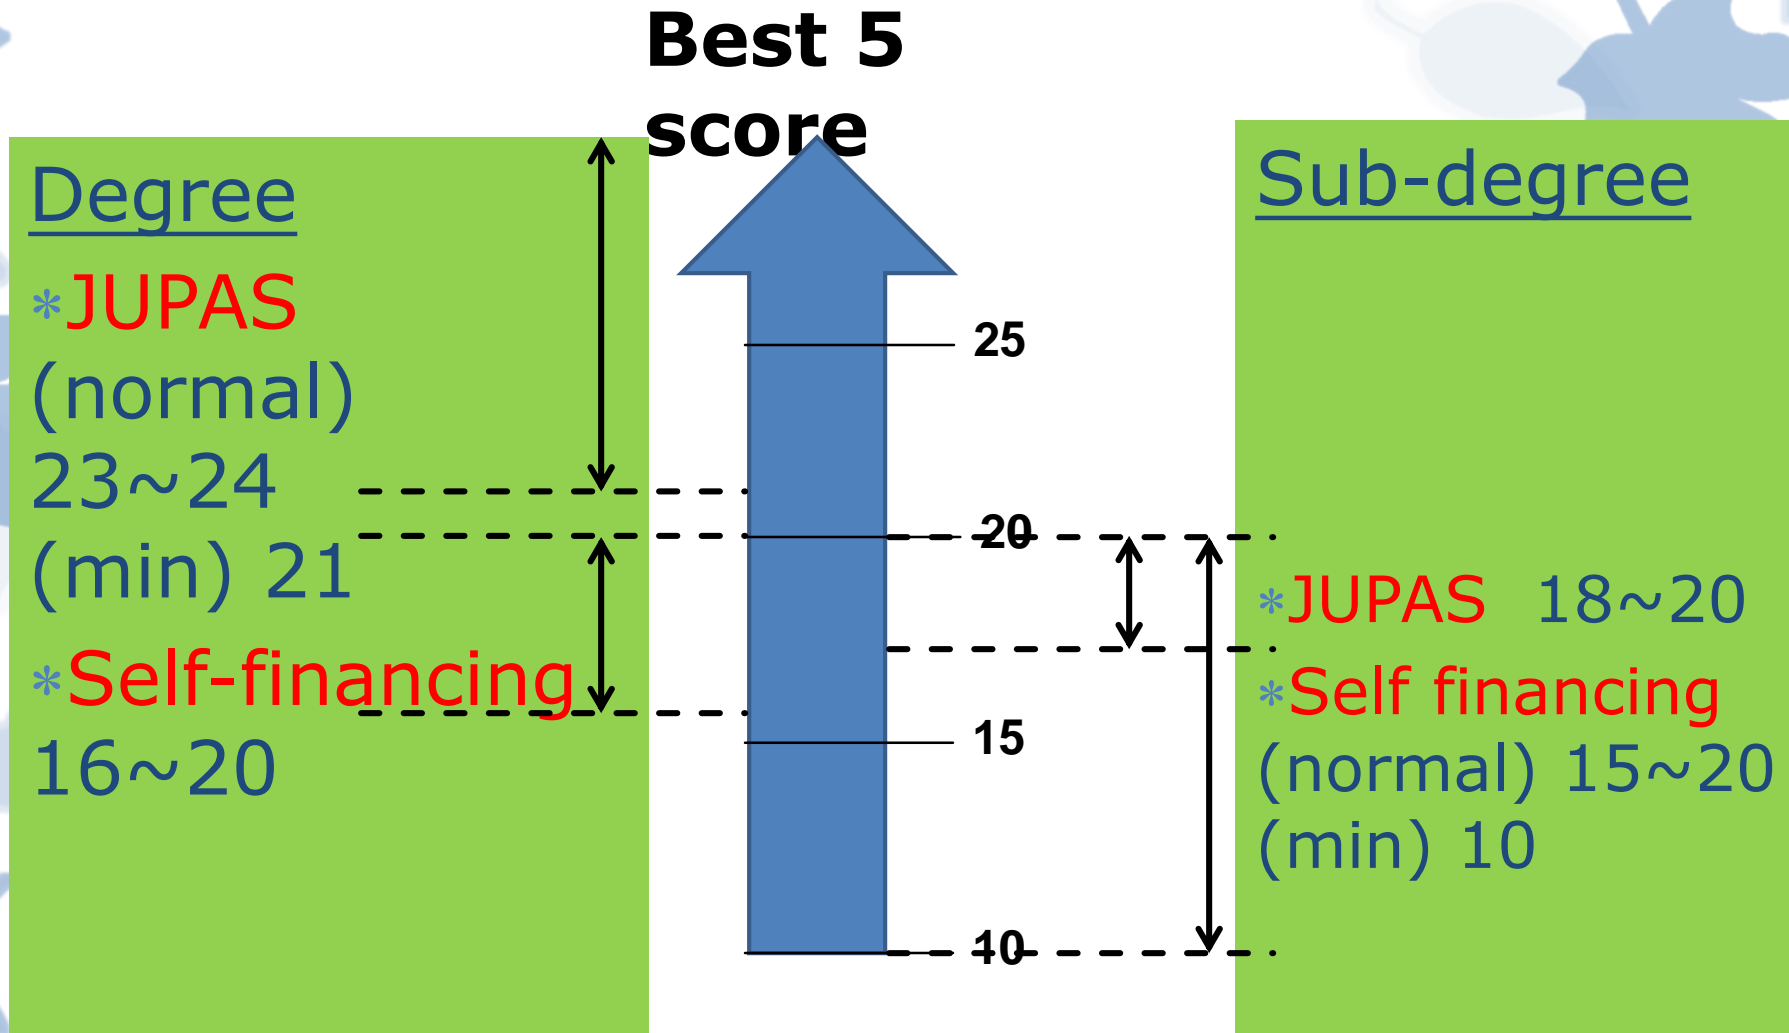 Best 5
score
Degree
*JUPAS
(normal)
23~24
(min) 21
*Self-financing
16~20
25
20
15
10
Sub-degree
*JUPAS 18~20
*Self financing
(normal) 15~20
(min) 10